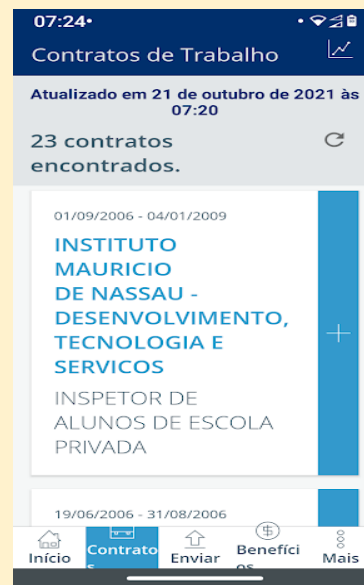 07:24
Contratos de Trabalho
Atualizado em 21 de outubro de 2021 às
07:20
23 contratos
encontrados.
01/09/2006 - 04/01/2009
INSTITUTO
MAURICIO
DE NASSAU -
DESENVOLVIMENTO,
TECNOLOGIA E
SERVICOS
INSPETOR DE
ALUNOS DE ESCOLA
PRIVADA
19/06/2006 - 31/08/2006
Início
Contrato
s
Enviar
Benefíci
os
Mais